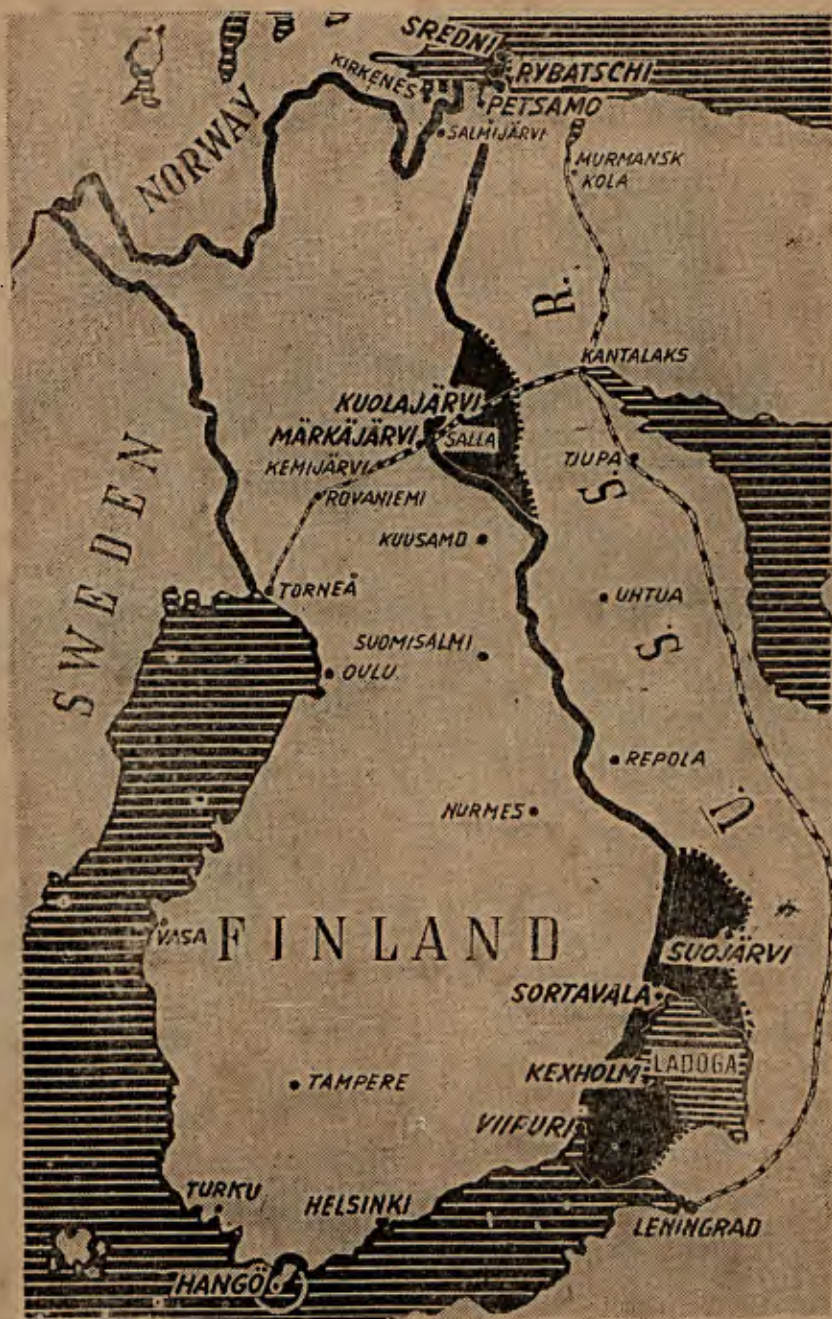 SREDNI
RYBATSCHI
KIRKENES
PETSAMO
SALMIJÄRVI
NORWAY
MURMANSK
KOLA
KANTALAKS
KUOLAJÄRVI
MÄRKÄJÄRVI
SALLA
KEMIJÄRVI
ROVANIEMI
TJUPA
SWEDEN
KUUSAMO
TORNEÅ
UHTUA
SUOMISALMI
OULU
REPOLA
NURMES
U. S. S. R.
VASA
FINLAND
SUOJÄRVI
SORTAVALA
KEXHOLM
LADOGA
TAMPERE
VIIPURI
TURKU
HELSINKI
LENINGRAD
HANGÖ